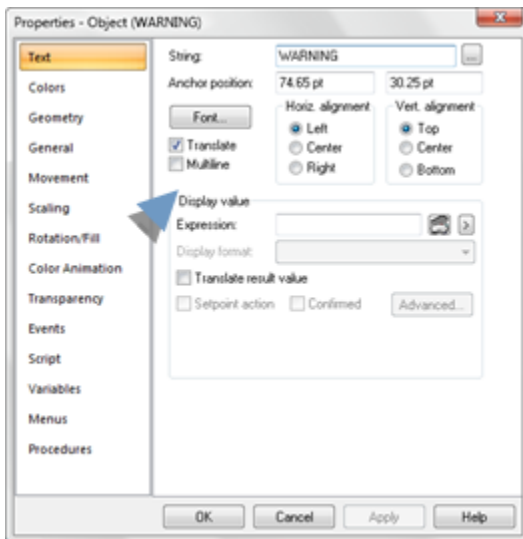 Properties - Object (WARNING)
Text
Colors
Geometry
General
Movement
Scaling
Rotation/Fill
Color Animation
Transparency
Events
Script
Variables
Menus
Procedures
String: WARNING ...
Anchor position: 74.65 pt 30.25 pt
Font...
Translate
Multiline
Horiz. alignment
Left
Center
Right
Vert. alignment
Top
Center
Bottom
Display value
Expression: >
Display format:
Translate result value
Setpoint action Confirmed Advanced...
OK Cancel Apply Help